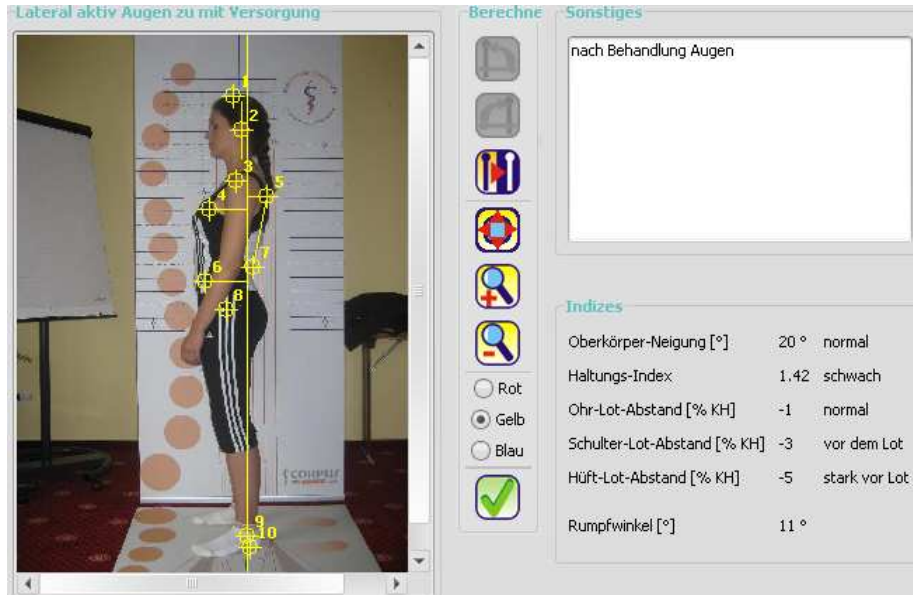 Lateral aktiv Augen zu mit Versorgung
Berechne
Sonstiges
nach Behandlung Augen
1
2
3
4
5
6
7
8
9
10
Rot
Gelb
Blau
Indizes
Oberkörper-Neigung [°] 20 ° normal
Haltungs-Index 1.42 schwach
Ohr-Lot-Abstand [% KH] -1 normal
Schulter-Lot-Abstand [% KH] -3 vor dem Lot
Hüft-Lot-Abstand [% KH] -5 stark vor Lot
Rumpfwinkel [°] 11 °